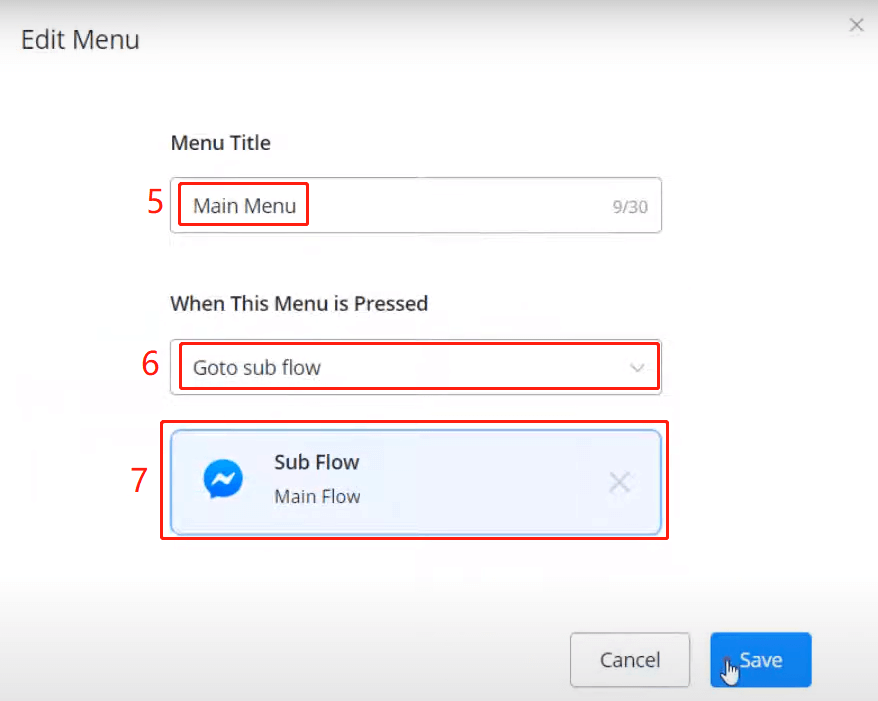 Edit Menu
Menu Title
5 Main Menu 9/30
When This Menu is Pressed
6 Goto sub flow
7 Sub Flow
Main Flow
Cancel Save